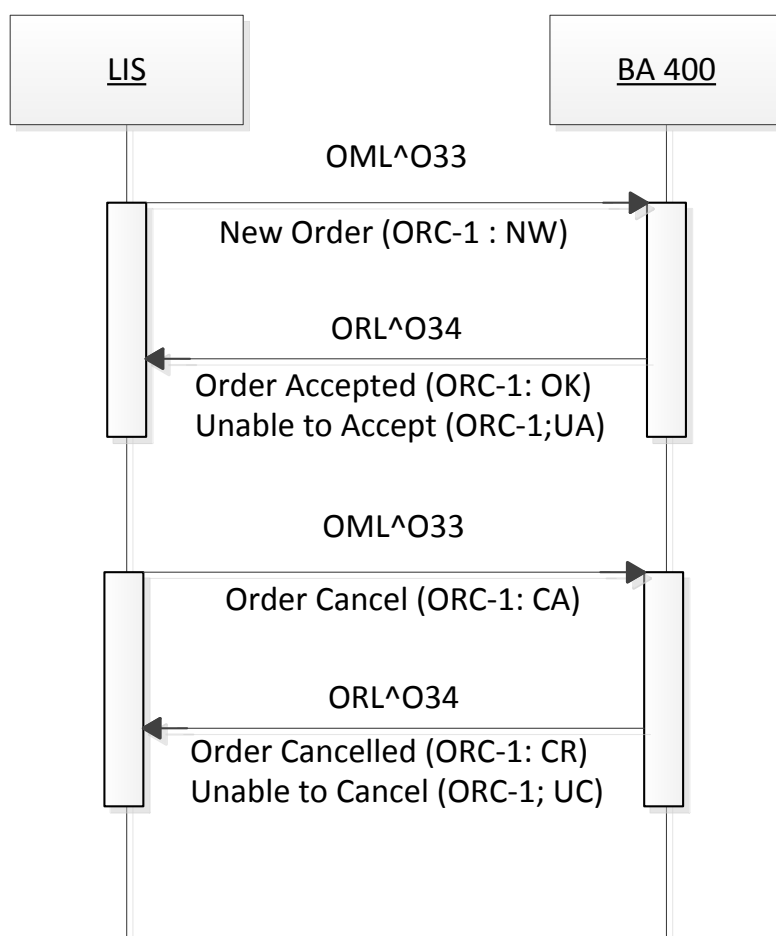 LIS
BA 400
OML^O33
New Order (ORC-1 : NW)
ORL^O34
Order Accepted (ORC-1: OK)
Unable to Accept (ORC-1;UA)
OML^O33
Order Cancel (ORC-1: CA)
ORL^O34
Order Cancelled (ORC-1: CR)
Unable to Cancel (ORC-1; UC)